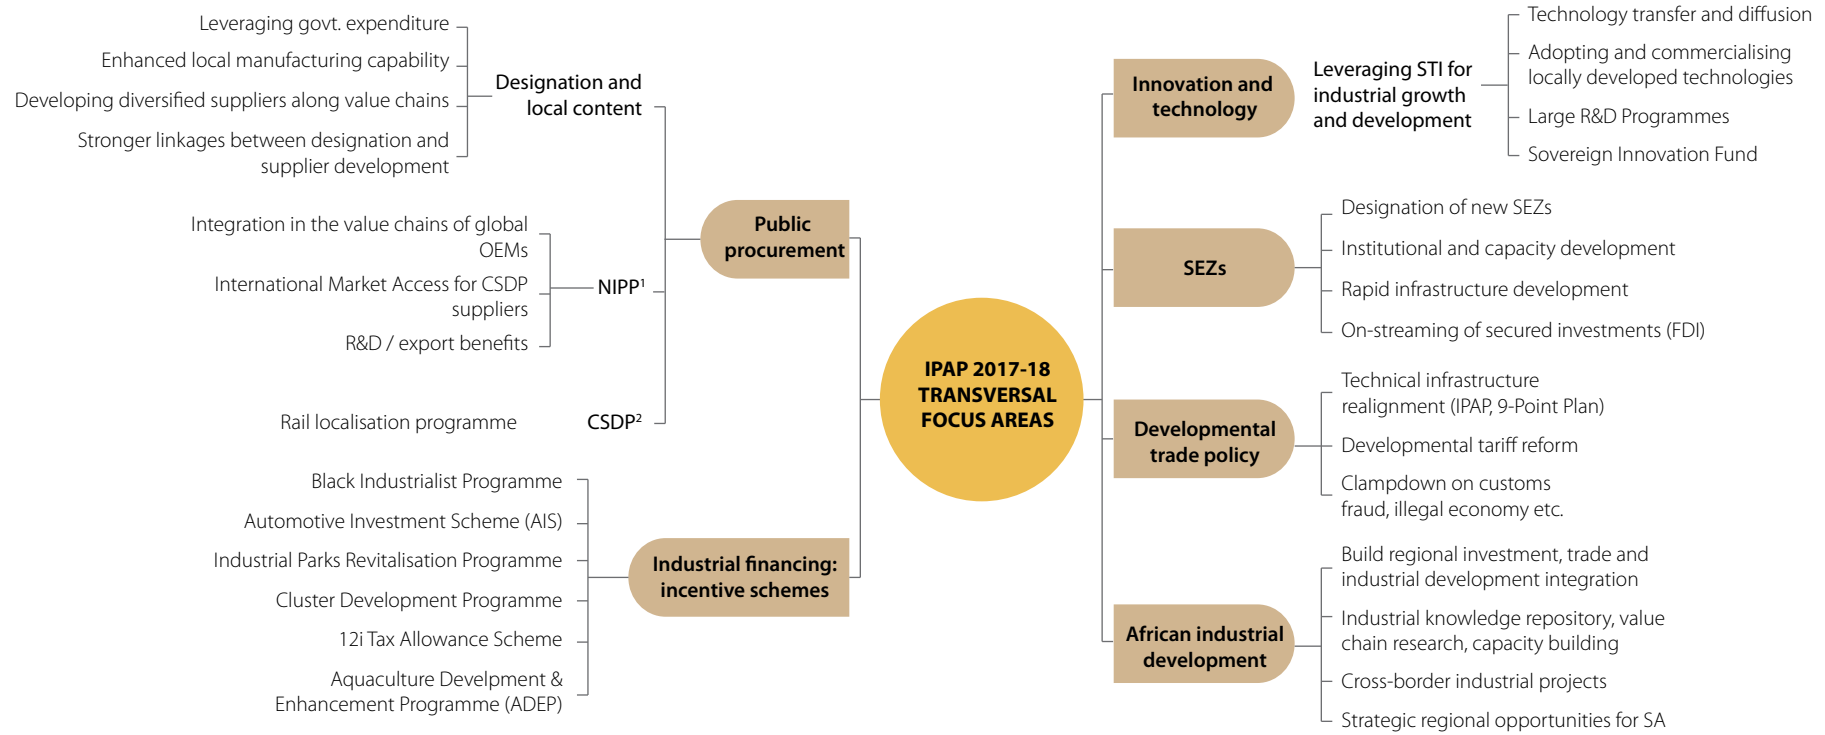 Leveraging govt. expenditure
Enhanced local manufacturing capability
Developing diversified suppliers along value chains
Stronger linkages between designation and
supplier development
Designation and
local content
Integration in the value chains of global
OEMs
International Market Access for CSDP
suppliers
R&D / export benefits
NIPP¹
Rail localisation programme
CSDP²
Public
procurement
Black Industrialist Programme
Automotive Investment Scheme (AIS)
Industrial Parks Revitalisation Programme
Cluster Development Programme
12i Tax Allowance Scheme
Aquaculture Develpment &
Enhancement Programme (ADEP)
Industrial financing:
incentive schemes
IPAP 2017-18
TRANSVERSAL
FOCUS AREAS
Innovation and
technology
Leveraging STI for
industrial growth
and development
Technology transfer and diffusion
Adopting and commercialising
locally developed technologies
Large R&D Programmes
Sovereign Innovation Fund
SEZs
Designation of new SEZs
Institutional and capacity development
Rapid infrastructure development
On-streaming of secured investments (FDI)
Developmental
trade policy
Technical infrastructure
realignment (IPAP, 9-Point Plan)
Developmental tariff reform
Clampdown on customs
fraud, illegal economy etc.
African industrial
development
Build regional investment, trade and
industrial development integration
Industrial knowledge repository, value
chain research, capacity building
Cross-border industrial projects
Strategic regional opportunities for SA